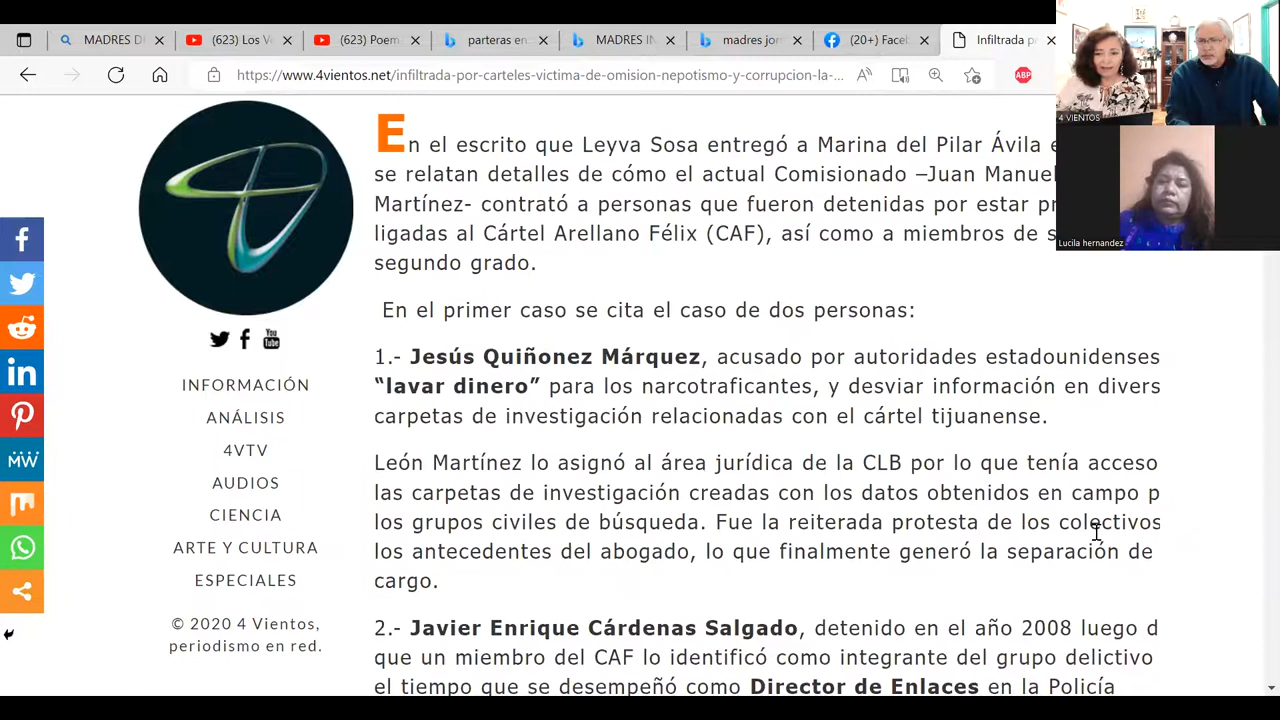 MADRES D
(623) Los V
(623) Poem
parteras en
MADRES IN
madres jorn
(20+) Faceb
Infiltrada p
https://www.4vientos.net/infiltrada-por-carteles-victima-de-omision-nepotismo-y-corrupcion-la-...
ABP
4 VIENTOS
Lucila hernandez
En el escrito que Leyva Sosa entregó a Marina del Pilar Ávila
se relatan detalles de cómo el actual Comisionado –Juan Manuel
Martínez- contrató a personas que fueron detenidas por estar
ligadas al Cártel Arellano Félix (CAF), así como a miembros de s
segundo grado.
En el primer caso se cita el caso de dos personas:
1.- Jesús Quiñonez Márquez, acusado por autoridades estadounidenses
“lavar dinero” para los narcotraficantes, y desviar información en divers
carpetas de investigación relacionadas con el cártel tijuanense.
León Martínez lo asignó al área jurídica de la CLB por lo que tenía acceso
las carpetas de investigación creadas con los datos obtenidos en campo p
los grupos civiles de búsqueda. Fue la reiterada protesta de los colectivos
los antecedentes del abogado, lo que finalmente generó la separación de
cargo.
2.- Javier Enrique Cárdenas Salgado, detenido en el año 2008 luego d
que un miembro del CAF lo identificó como integrante del grupo delictivo
el tiempo que se desempeñó como Director de Enlaces en la Policía
INFORMACIÓN
ANÁLISIS
4VTV
AUDIOS
CIENCIA
ARTE Y CULTURA
ESPECIALES
© 2020 4 Vientos,
periodismo en red.